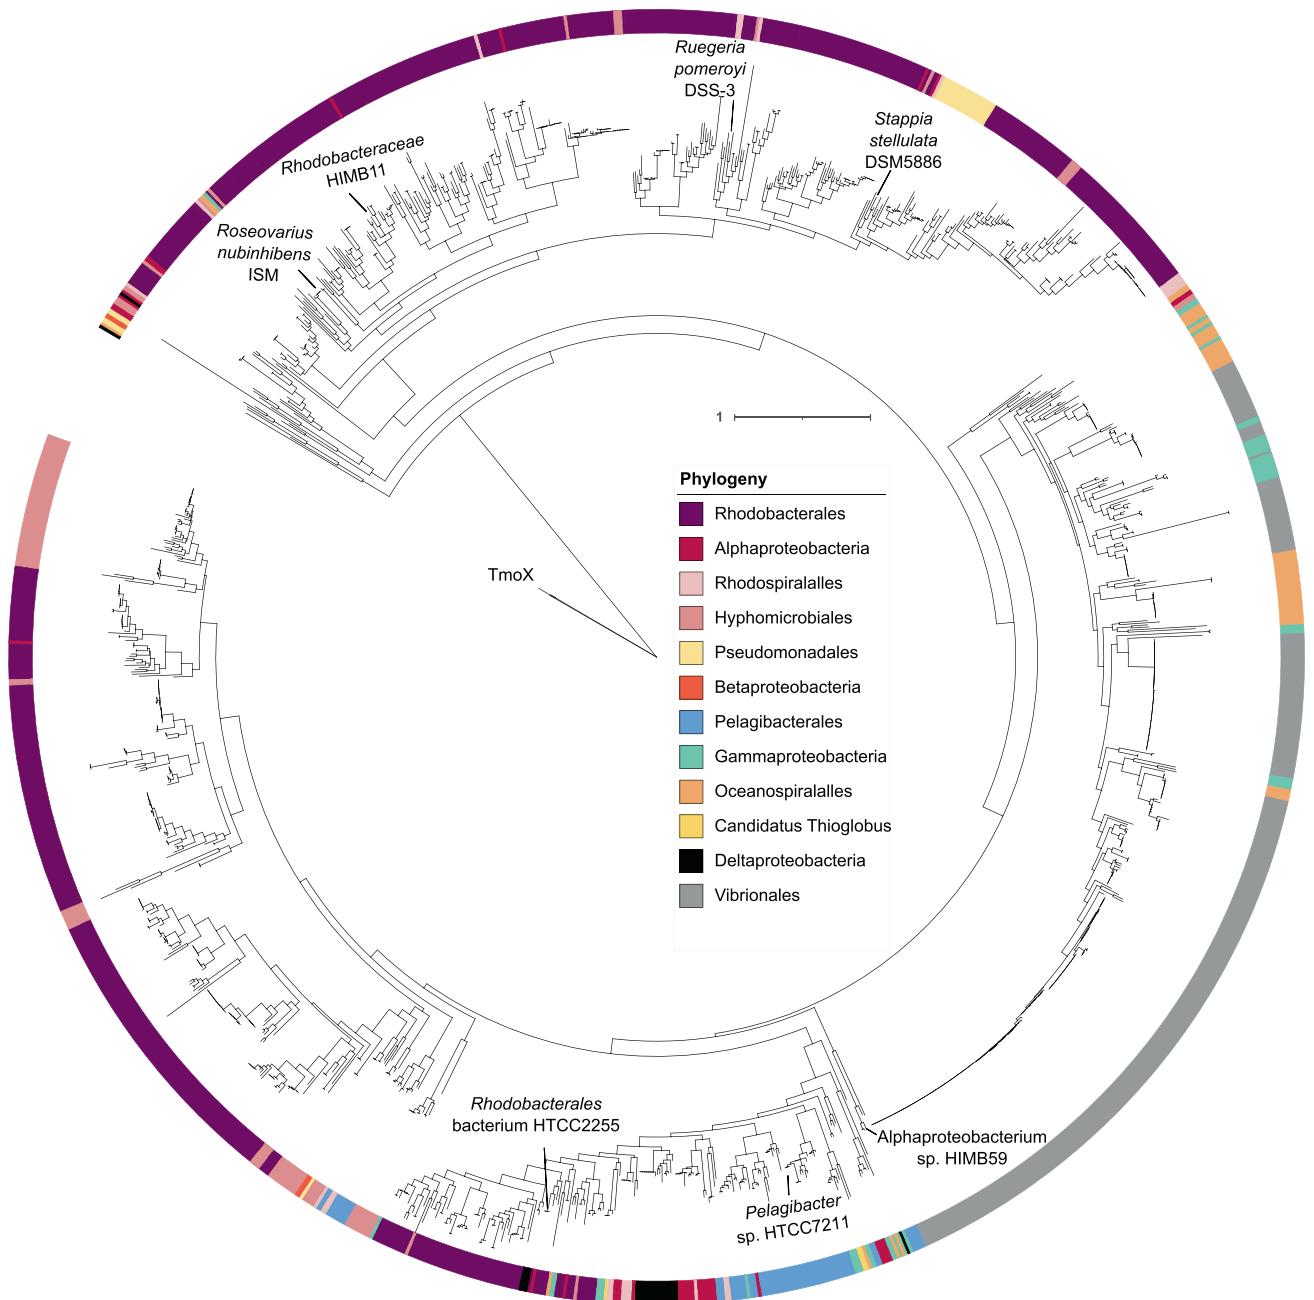 Ruegeria
pomeroyi
DSS-3
Stappia
stellulata
DSM5886
Rhodobacteraceae
HIMB11
Roseovarius
nubinhibens
ISM
1
Phylogeny
Rhodobacterales
Alphaproteobacteria
Rhodospiralalles
Hyphomicrobiales
Pseudomonadales
Betaproteobacteria
Pelagibacterales
Gammaproteobacteria
Oceanospiralalles
Candidatus Thioglobus
Deltaproteobacteria
Vibrionales
TmoX
Rhodobacterales
bacterium HTCC2255
Alphaproteobacterium
sp. HIMB59
Pelagibacter
sp. HTCC7211